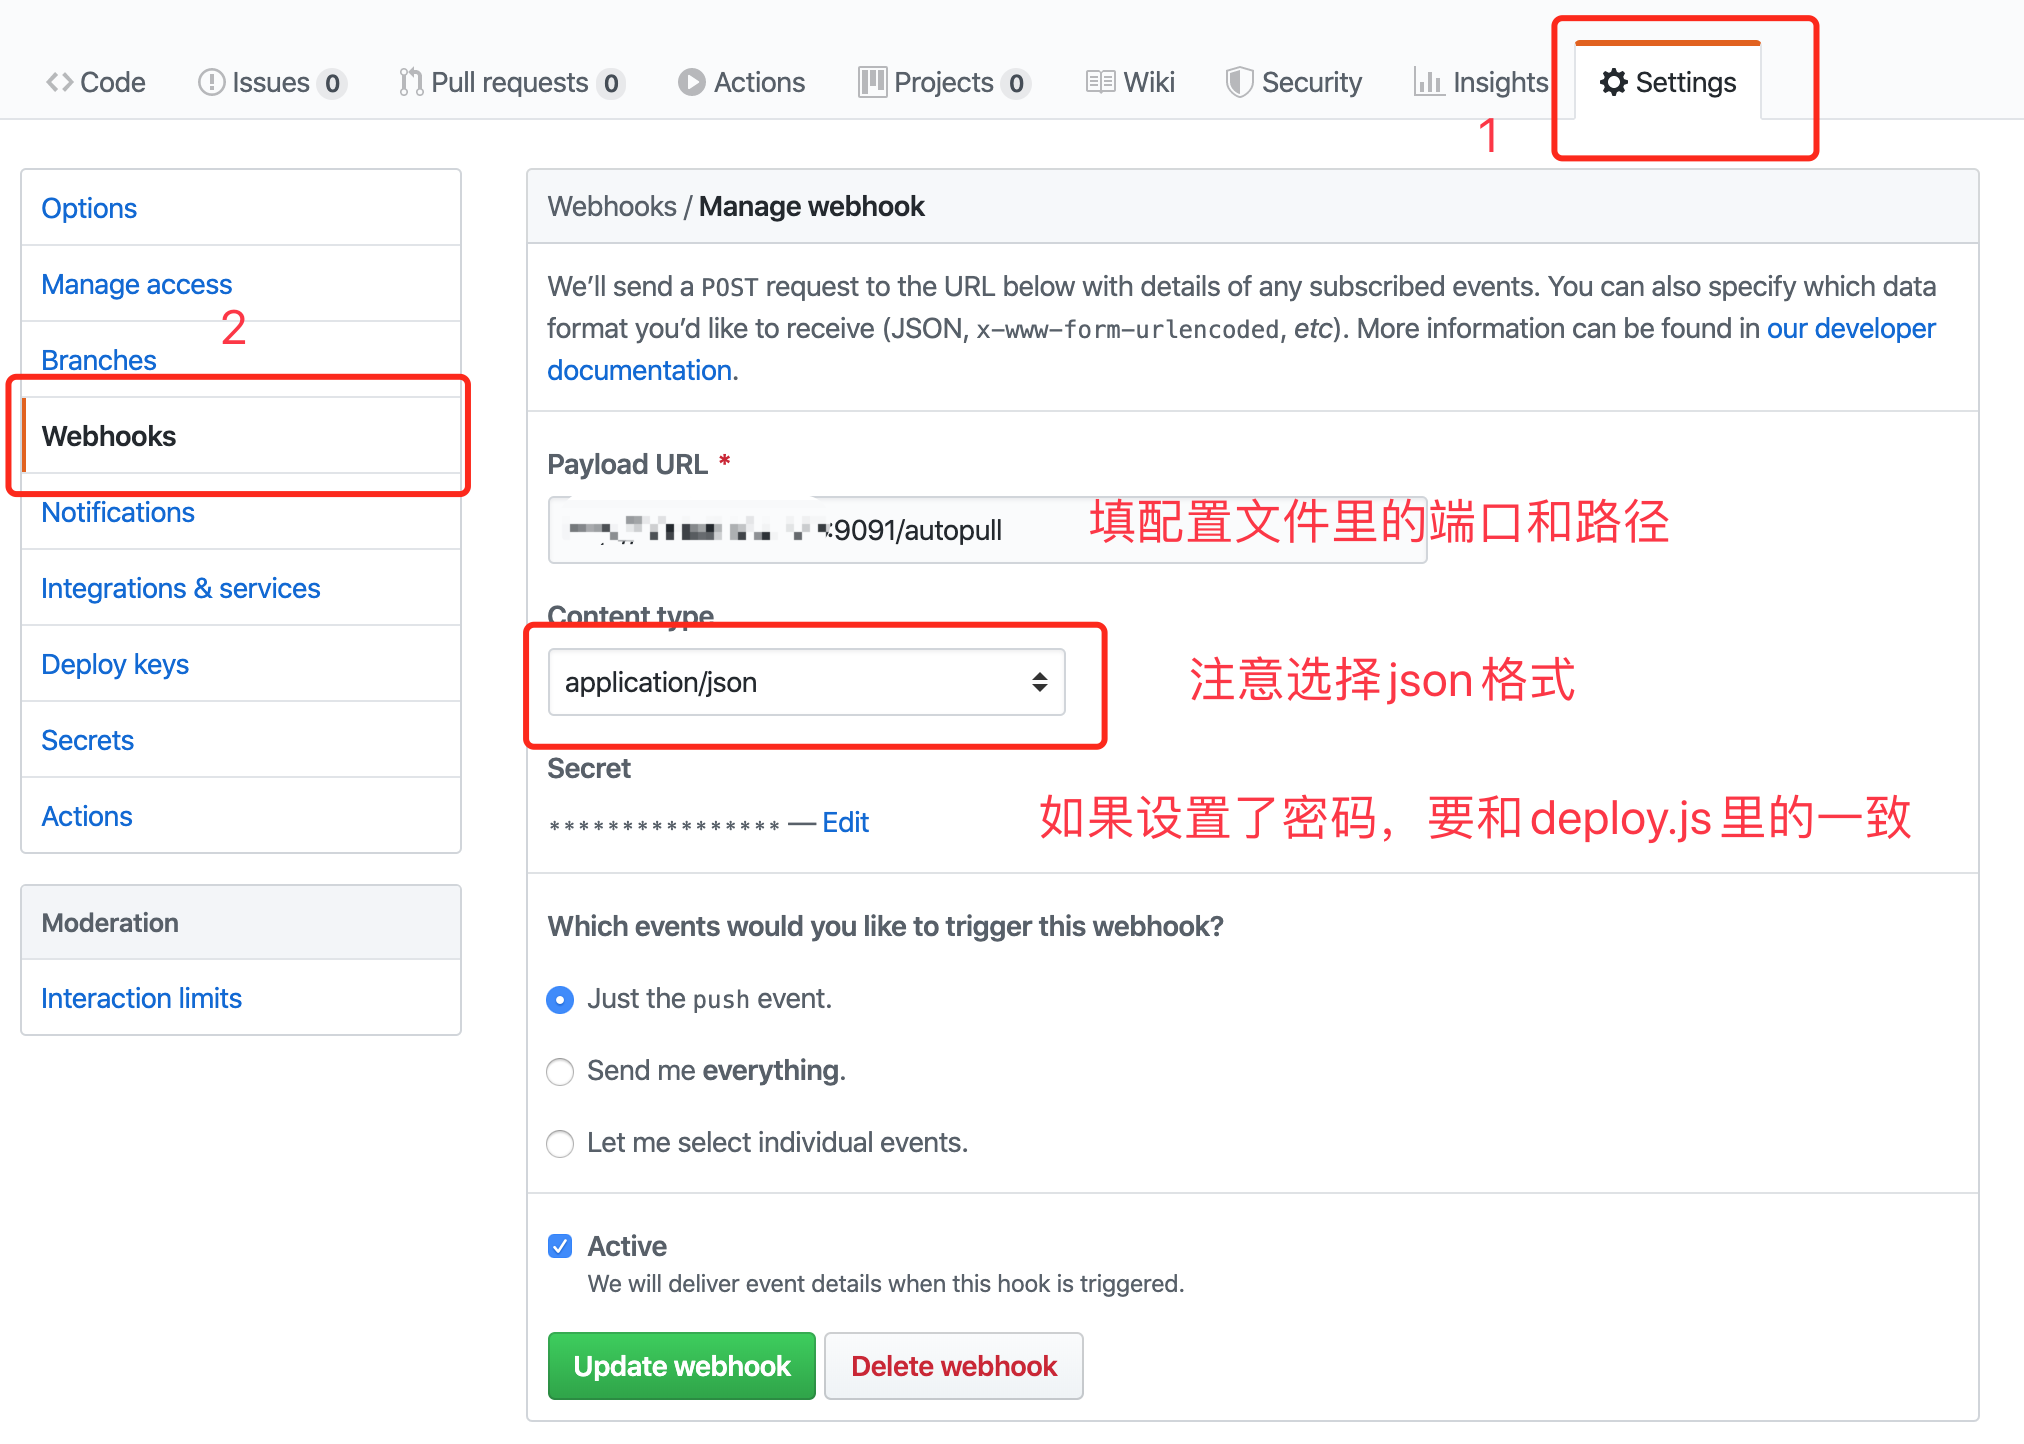 Code Issues 0 Pull requests 0 Actions Projects 0 Wiki Security Insights Settings
1
Options
Manage access
2
Branches
Webhooks
Notifications
Integrations & services
Deploy keys
Secrets
Actions
Moderation
Interaction limits
Webhooks / Manage webhook
We'll send a POST request to the URL below with details of any subscribed events. You can also specify which data
format you'd like to receive (JSON, x-www-form-urlencoded, etc). More information can be found in our developer
documentation.
Payload URL *
:9091/autopull 填配置文件里的端口和路径
Content type
application/json 注意选择json格式
Secret
**************** — Edit 如果设置了密码，要和deploy.js里的一致
Which events would you like to trigger this webhook?
Just the push event.
Send me everything.
Let me select individual events.
Active
We will deliver event details when this hook is triggered.
Update webhook Delete webhook